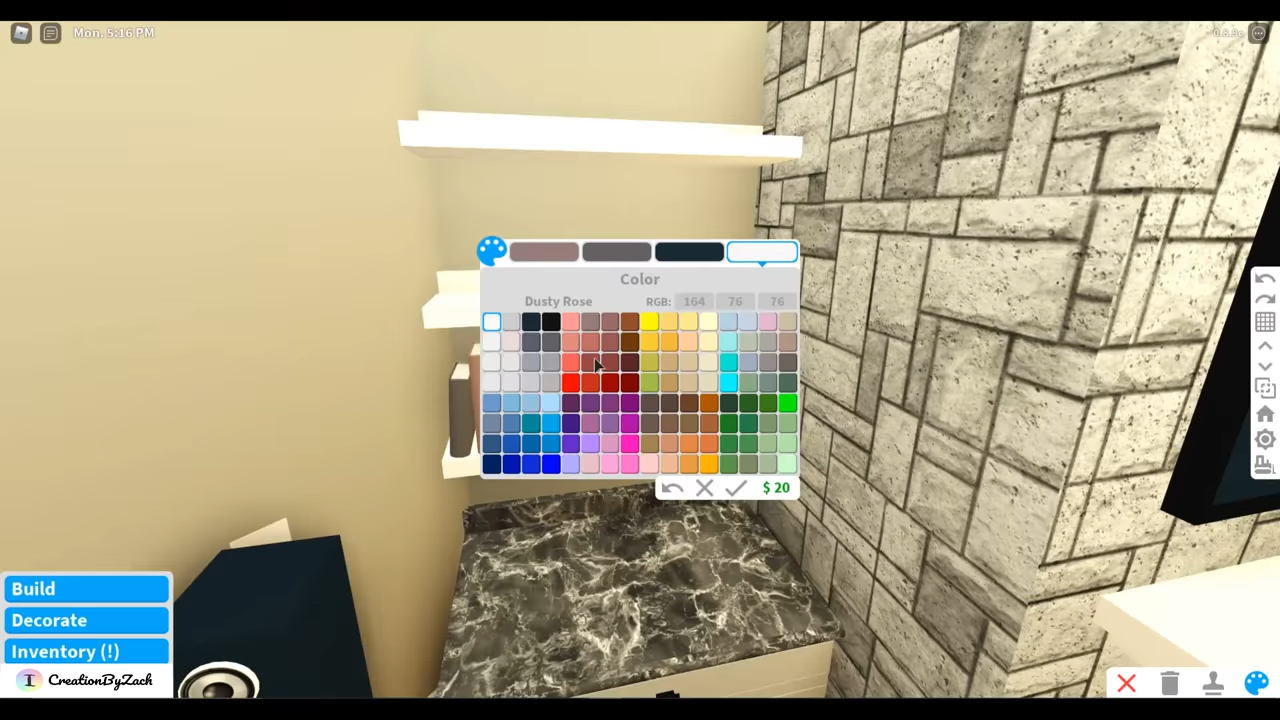 Mon. 5:16 PM
Color
Dusty Rose RGB: 164 76 76
$ 20
Build
Decorate
Inventory (!)
I CreationByZach